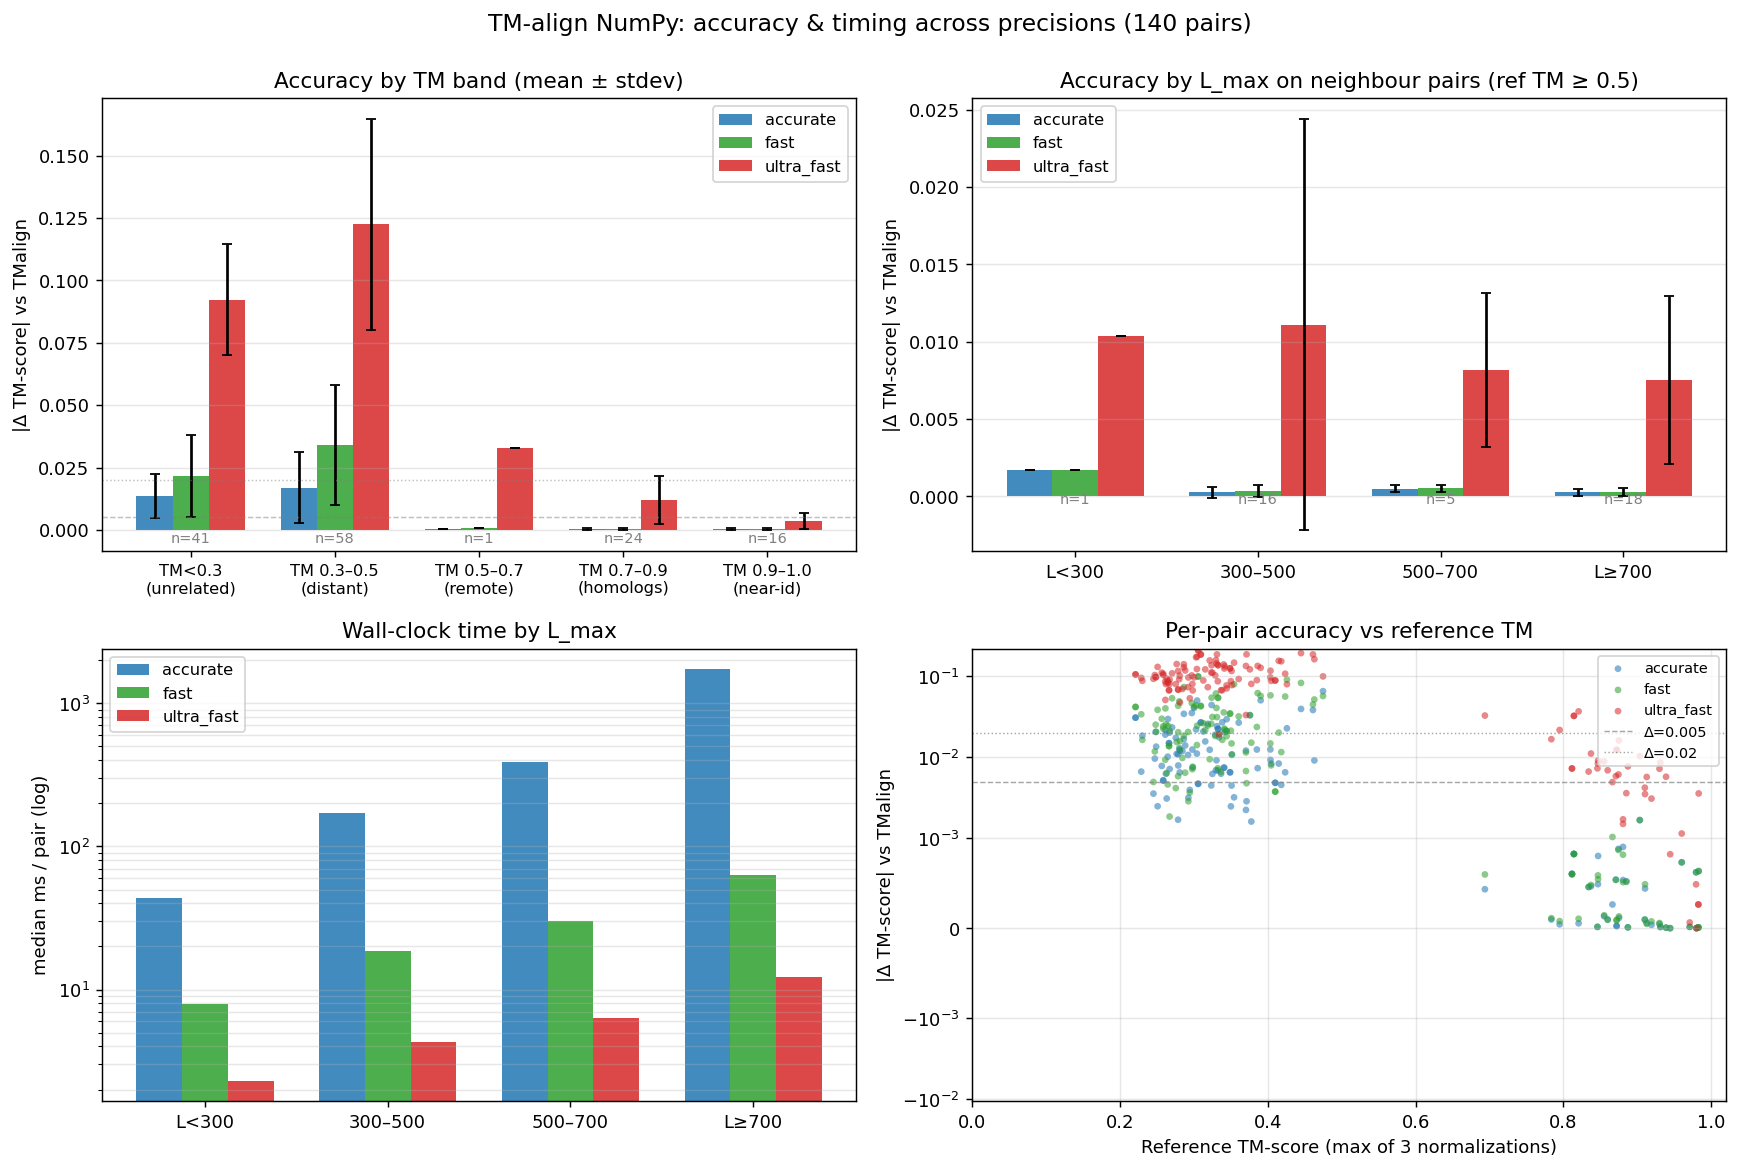 TM-align NumPy: accuracy & timing across precisions (140 pairs)
Accuracy by TM band (mean ± stdev)
|Δ TM-score| vs TMalign
0.150
0.125
0.100
0.075
0.050
0.025
0.000
accurate
fast
ultra_fast
n=41
n=58
n=1
n=24
n=16
TM<0.3
(unrelated)
TM 0.3–0.5
(distant)
TM 0.5–0.7
(remote)
TM 0.7–0.9
(homologs)
TM 0.9–1.0
(near-id)
Accuracy by L_max on neighbour pairs (ref TM ≥ 0.5)
|Δ TM-score| vs TMalign
0.025
0.020
0.015
0.010
0.005
0.000
accurate
fast
ultra_fast
n=1
n=16
n=5
n=18
L<300
300–500
500–700
L≥700
Wall-clock time by L_max
median ms / pair (log)
10³
10²
10¹
accurate
fast
ultra_fast
L<300
300–500
500–700
L≥700
Per-pair accuracy vs reference TM
|Δ TM-score| vs TMalign
10⁻¹
10⁻²
10⁻³
0
−10⁻³
−10⁻²
accurate
fast
ultra_fast
Δ=0.005
Δ=0.02
0.0
0.2
0.4
0.6
0.8
1.0
Reference TM-score (max of 3 normalizations)